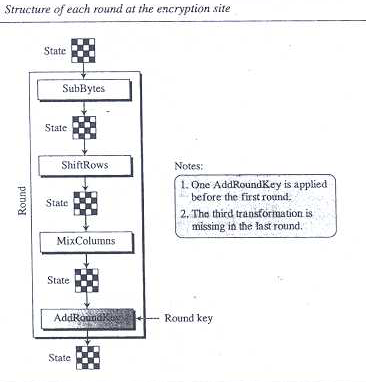 Structure of each round at the encryption site
State
SubBytes
State
ShiftRows
State
MixColumns
State
AddRoundKey
Round key
State
Round
Notes:
1. One AddRoundKey is applied
before the first round.
2. The third transformation is
missing in the last round.